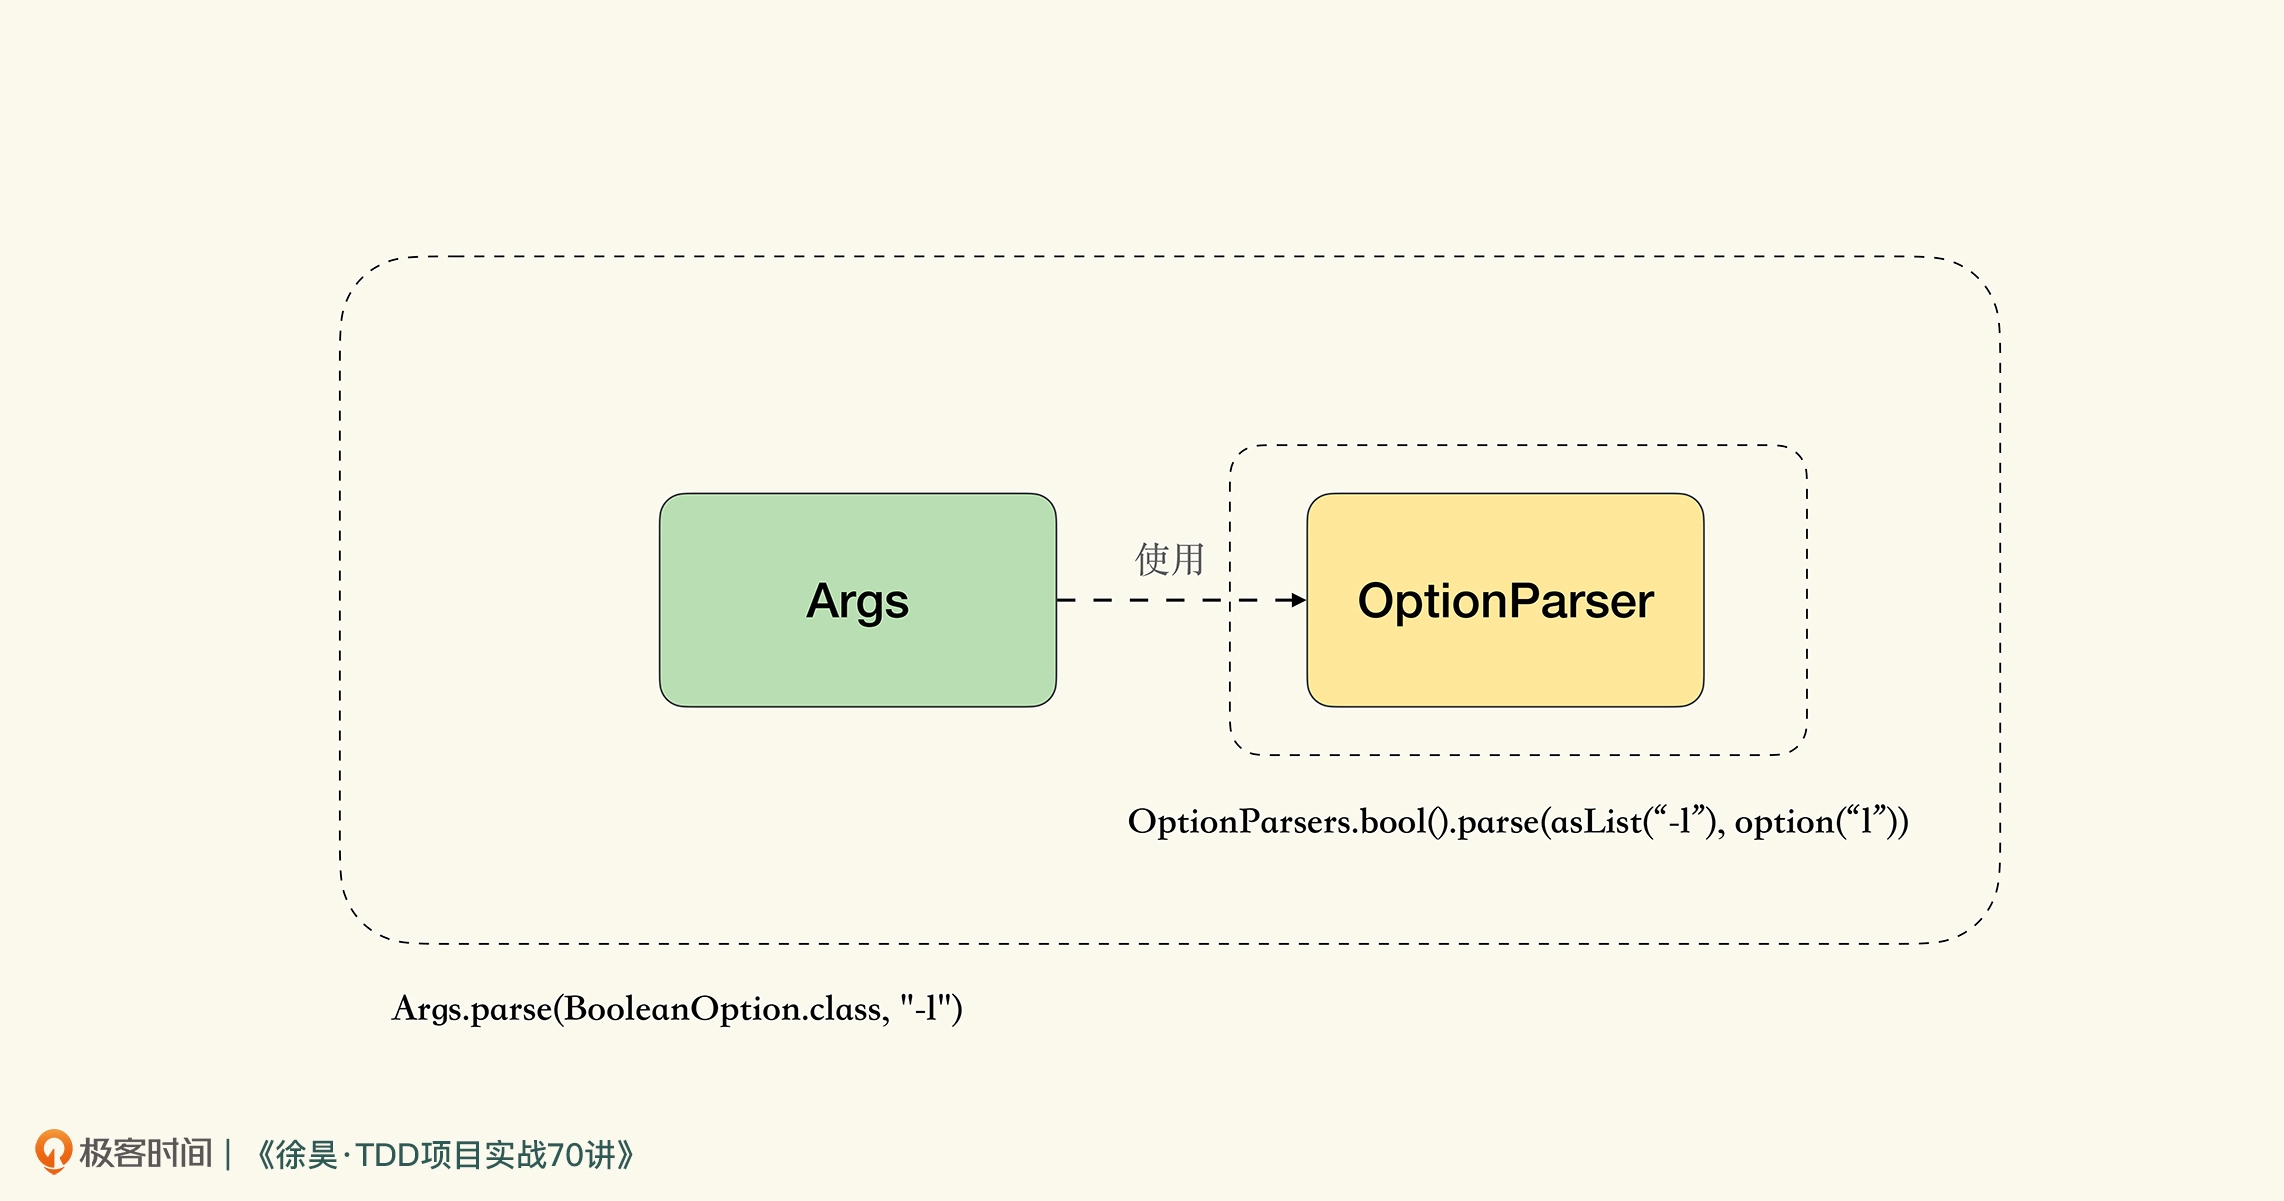 使用
Args
OptionParser
OptionParsers.bool().parse(asList(“-l”), option(“l”))
Args.parse(BooleanOption.class, "-l")
极客时间 | 《徐昊·TDD项目实战70讲》